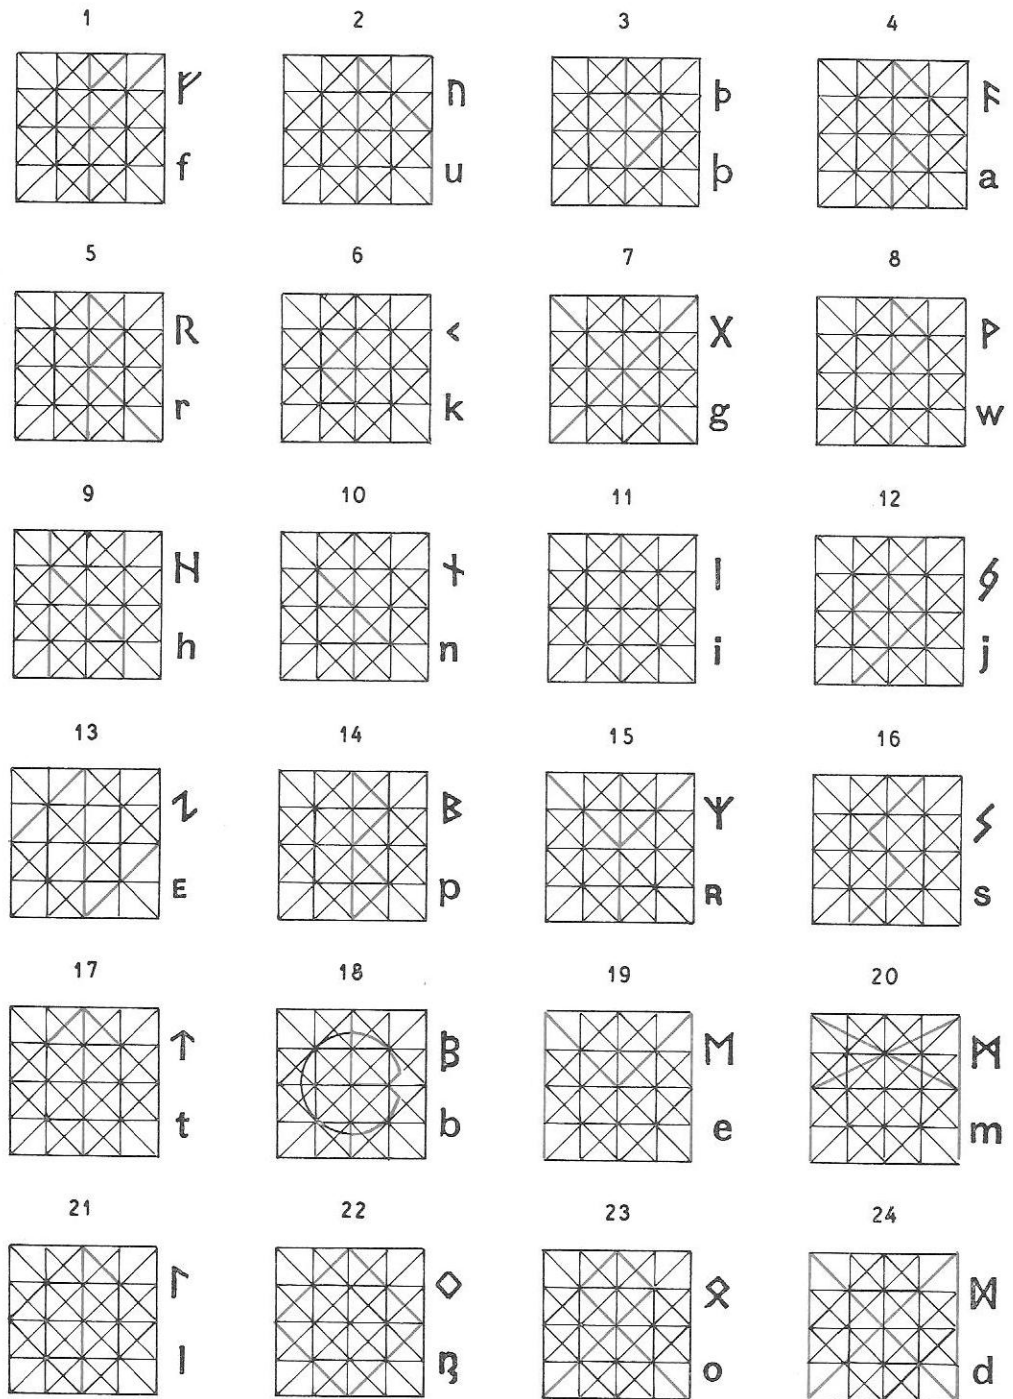 1 2 3 4
ᚠ ᚢ ᚦ ᚨ
f u þ a
5 6 7 8
ᚱ ᚲ ᚷ ᚹ
r k g w
9 10 11 12
ᚺ ᚾ ᛁ ᛃ
h n i j
13 14 15 16
ᛇ ᛒ ᛉ ᛊ
E p R s
17 18 19 20
ᛏ ᛒ ᛖ ᛗ
t b e m
21 22 23 24
ᛚ ᛜ ᛟ ᛞ
l ŋ o d